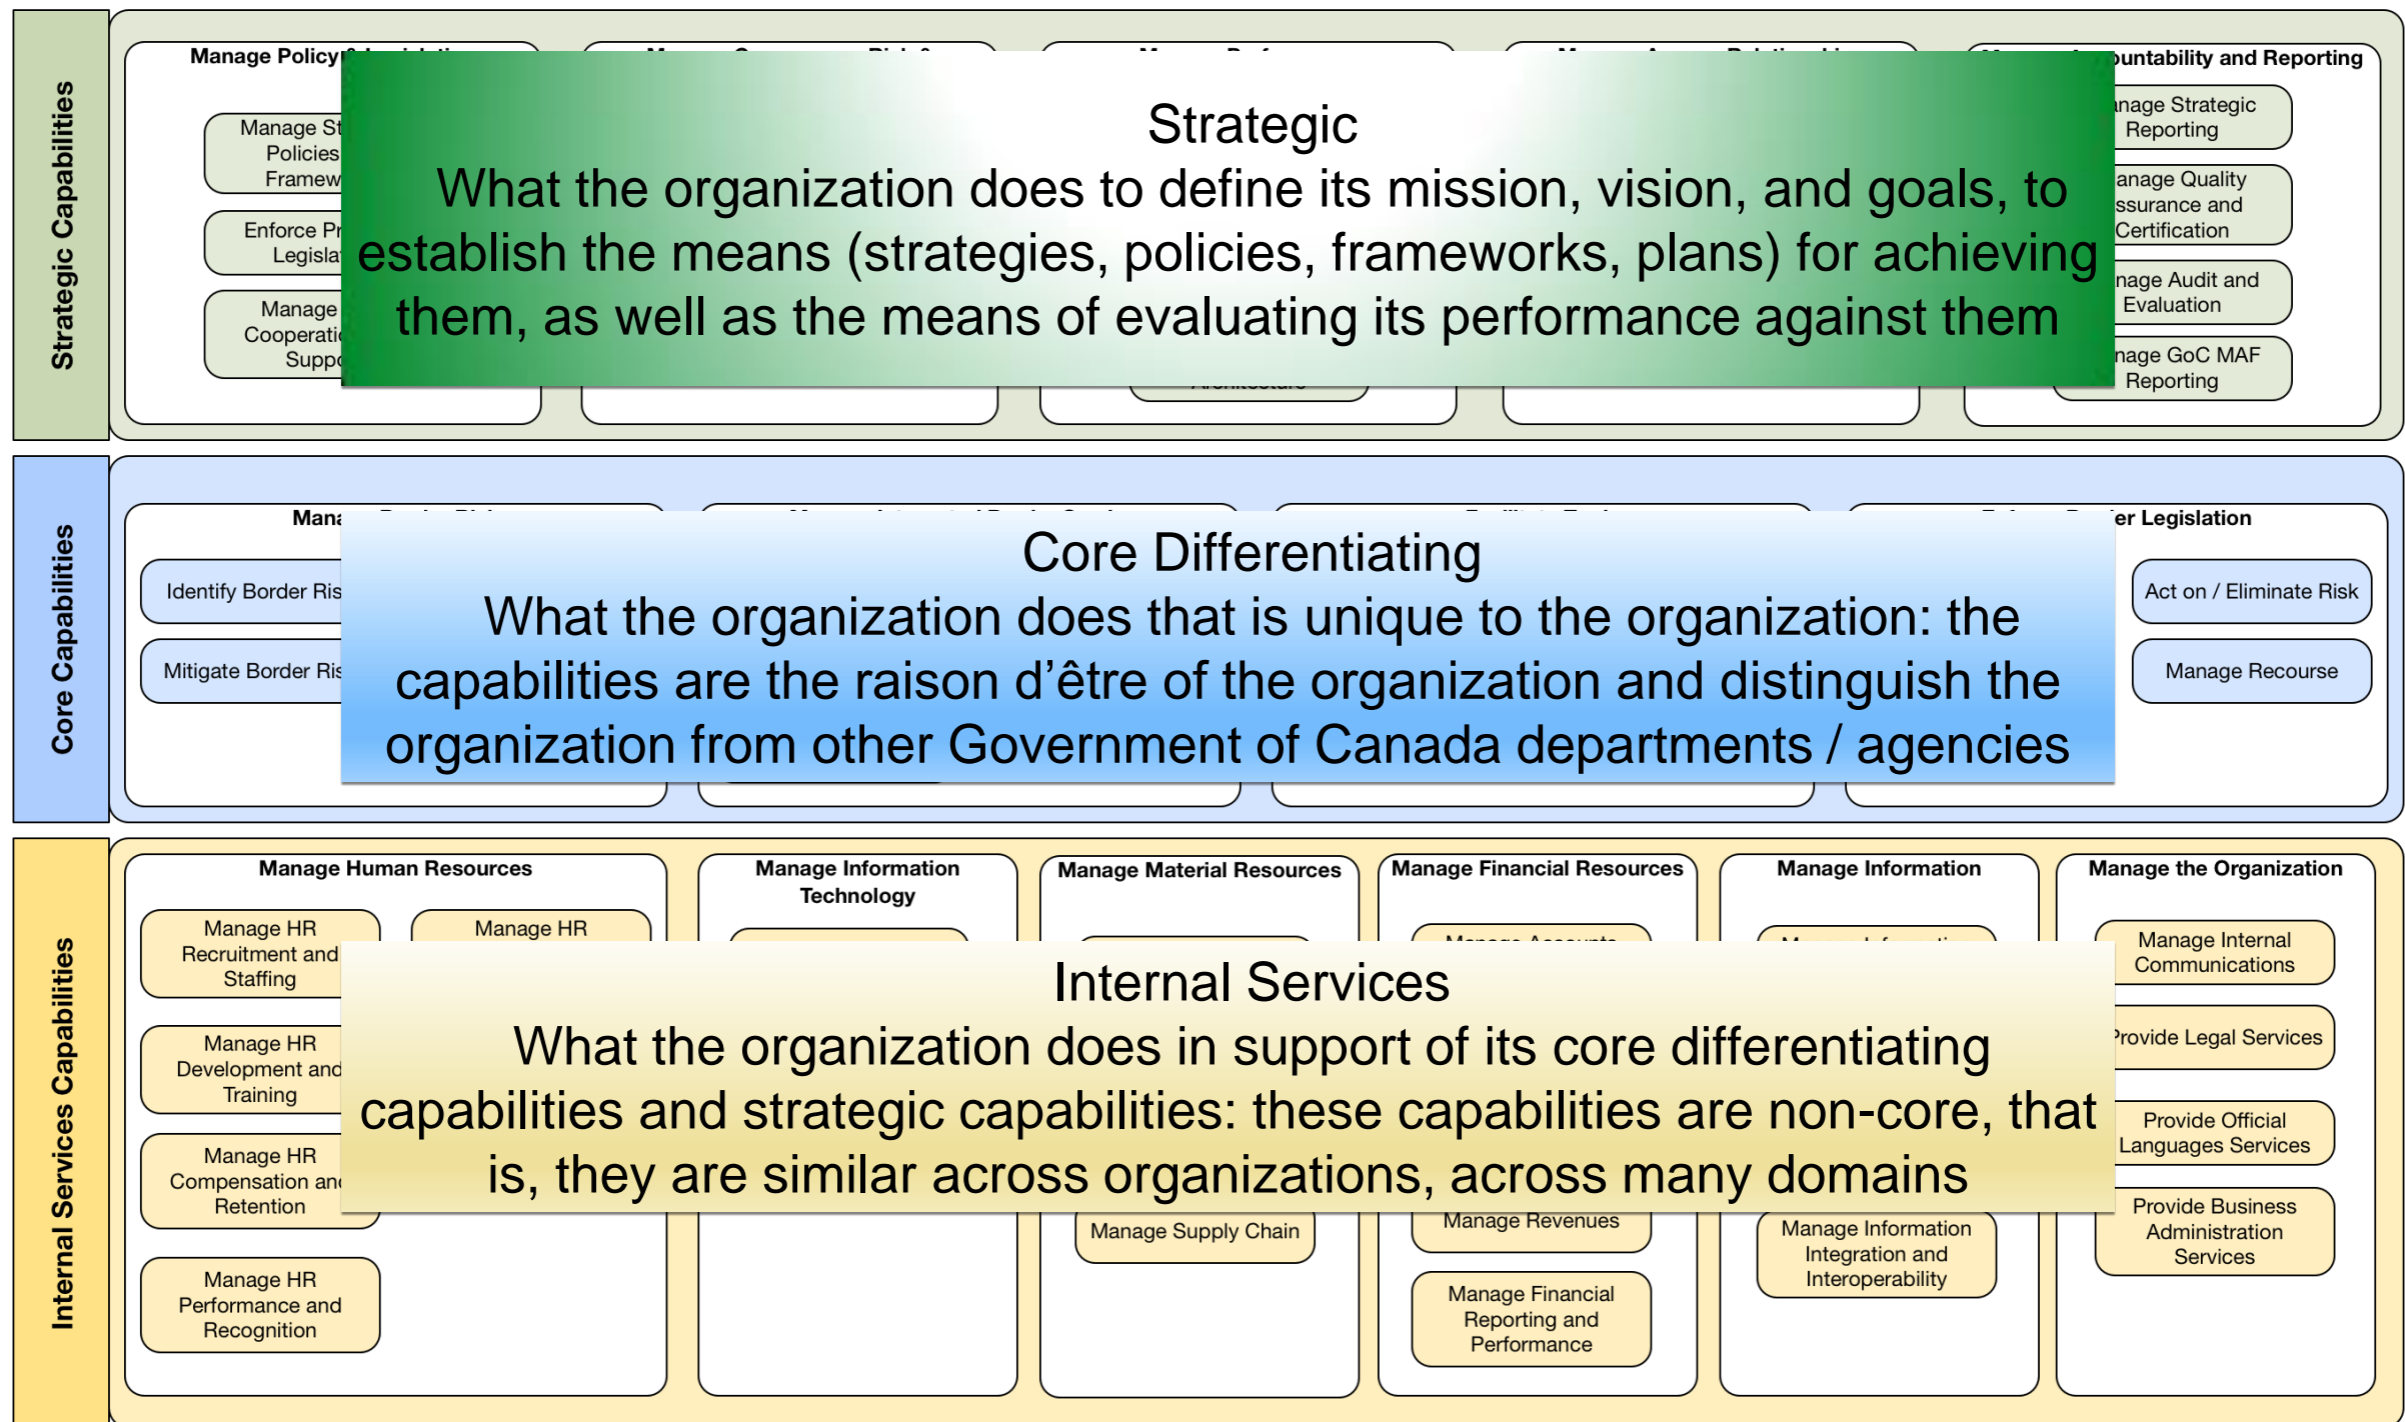 Strategic Capabilities
Manage Policy
Strategic
What the organization does to define its mission, vision, and goals, to
establish the means (strategies, policies, frameworks, plans) for achieving
them, as well as the means of evaluating its performance against them
and Reporting
Manage
Policies
Enforce
Manage
Strategic
Reporting
Quality
and
Certification
Audit and
Evaluation
GoC MAF
Reporting
Core Capabilities
Core Differentiating
What the organization does that is unique to the organization: the
capabilities are the raison d’être of the organization and distinguish the
organization from other Government of Canada departments / agencies
Identify Border
Mitigate Border
Legislation
Act on / Eliminate Risk
Manage Recourse
Internal Services Capabilities
Manage Human Resources
Manage HR
Recruitment and
Staffing
Manage HR
Development and
Training
Manage HR
Compensation
Retention
Manage HR
Performance and
Recognition
Manage HR
Manage Information
Technology
Manage Material Resources
Manage Supply Chain
Manage Financial Resources
Manage Revenues
Manage Financial
Reporting and
Performance
Manage Information
Manage Information
Integration and
Interoperability
Manage the Organization
Manage Internal
Communications
Provide Legal Services
Provide Official
Languages Services
Provide Business
Administration
Services
Internal Services
What the organization does in support of its core differentiating
capabilities and strategic capabilities: these capabilities are non-core, that
is, they are similar across organizations, across many domains